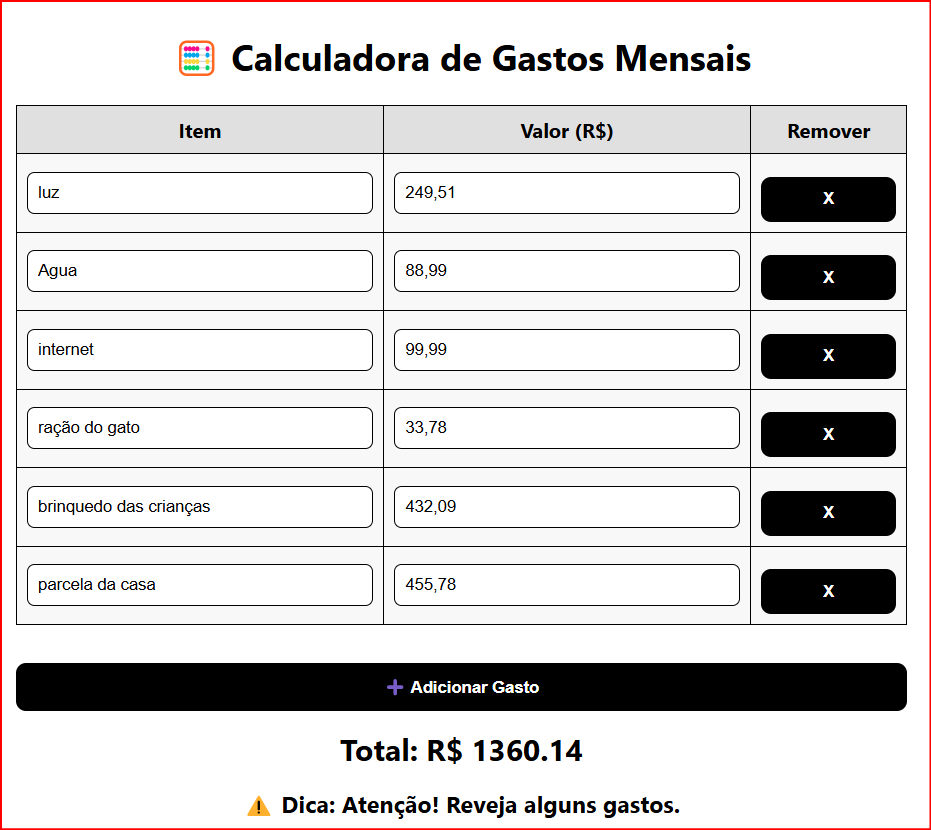 🧮 Calculadora de Gastos Mensais
Item Valor (R$) Remover
luz 249,51 X
Agua 88,99 X
internet 99,99 X
ração do gato 33,78 X
brinquedo das crianças 432,09 X
parcela da casa 455,78 X
➕ Adicionar Gasto
Total: R$ 1360.14
⚠️ Dica: Atenção! Reveja alguns gastos.